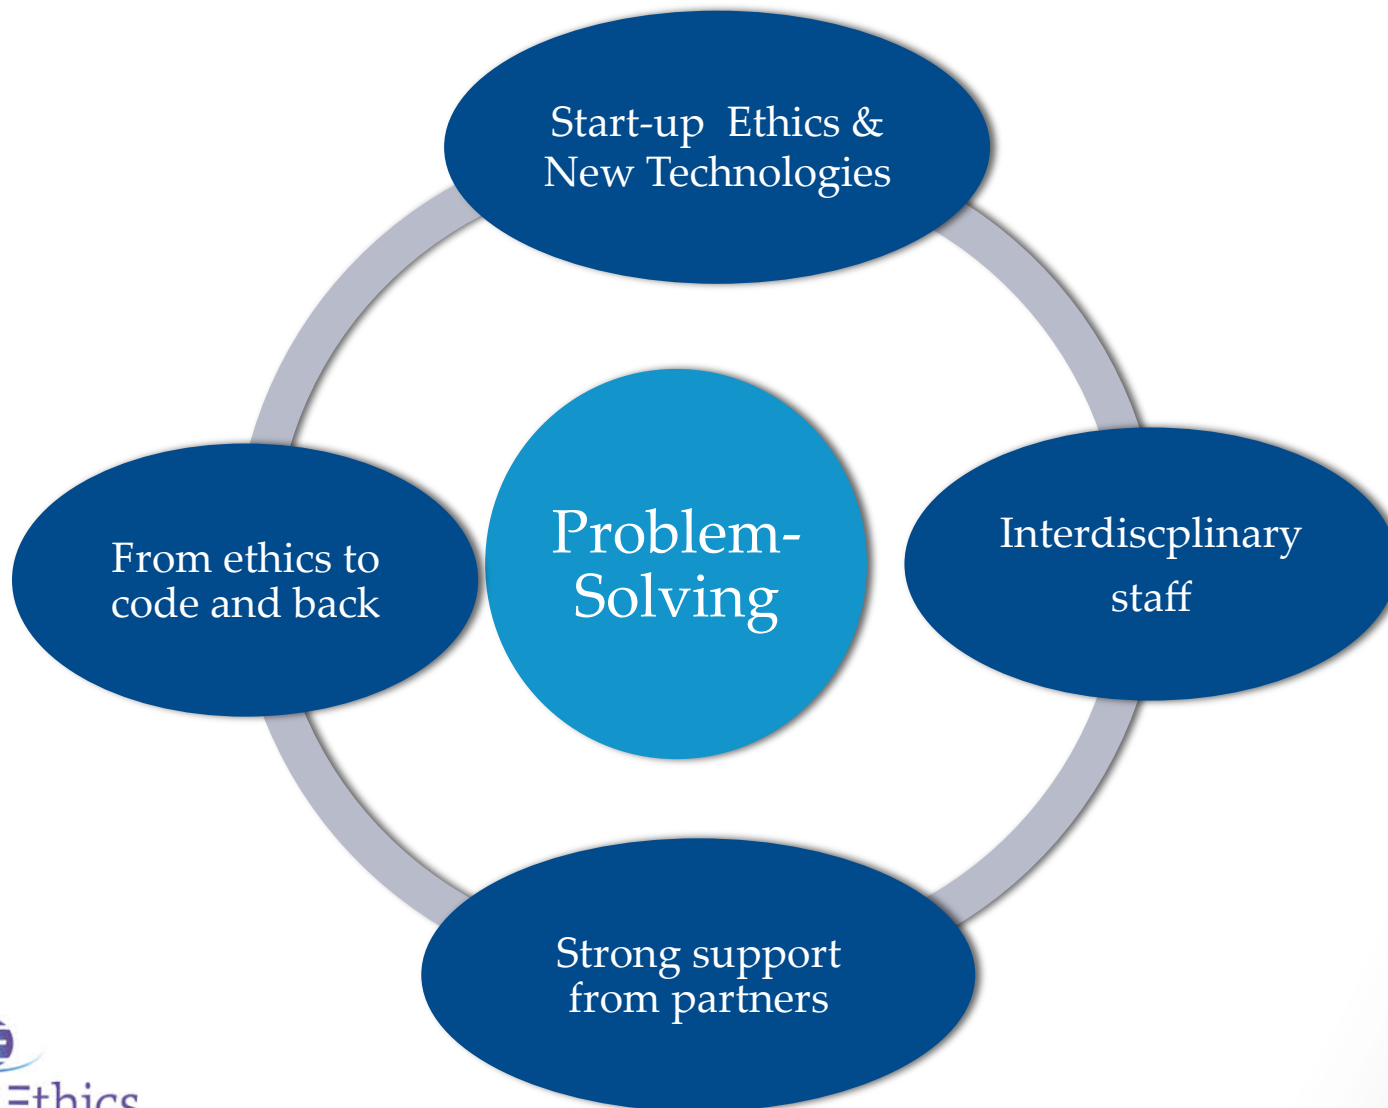 Start-up Ethics &
New Technologies
Problem-
Solving
From ethics to
code and back
Interdiscplinary
staff
Strong support
from partners
Ethics